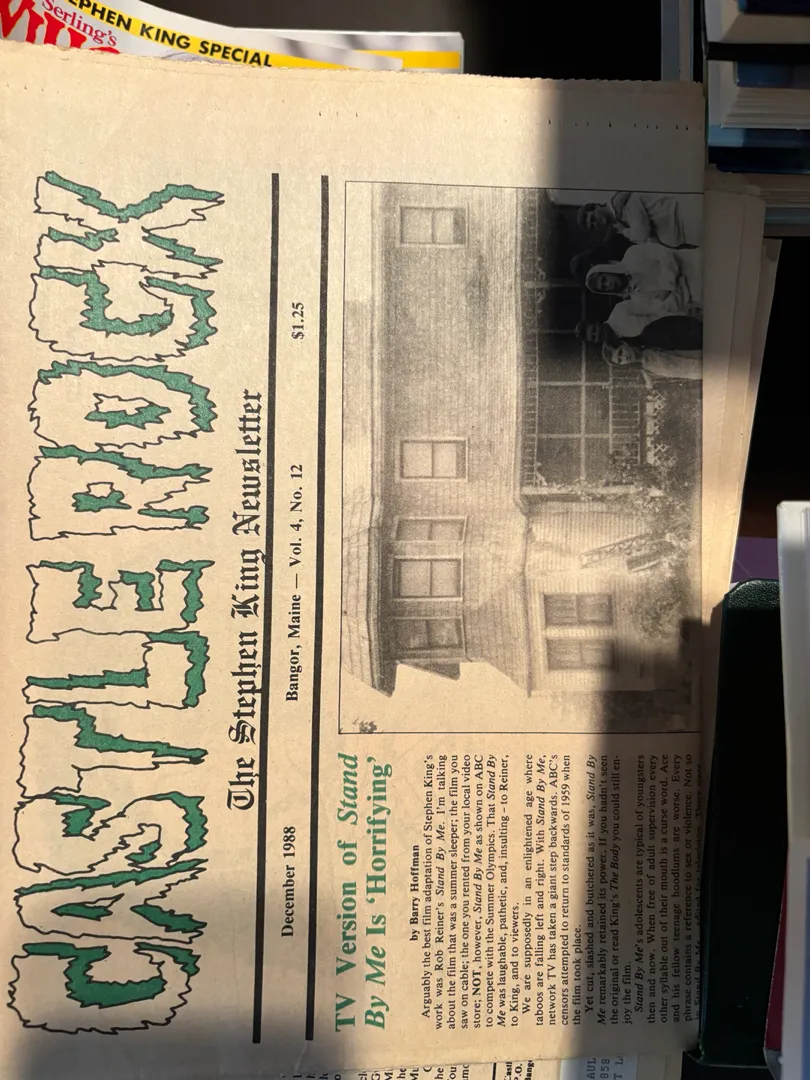 Serling's
STEPHEN KING SPECIAL
CASTLE ROCK
The Stephen King Newsletter
December 1988
Bangor, Maine — Vol. 4, No. 12
$1.25
TV Version of Stand
By Me Is ‘Horrifying’
by Barry Hoffman
Arguably the best film adaptation of Stephen King's
work was Rob Reiner's Stand By Me. I'm talking
about the film that was a summer sleeper; the film you
saw on cable; the one you rented from your local video
store; NOT, however, Stand By Me as shown on ABC
to compete with the Summer Olympics. That Stand By
Me was laughable, pathetic, and, insulting – to Reiner,
to King, and to viewers.
We are supposedly in an enlightened age where
taboos are falling left and right. With Stand By Me,
network TV has taken a giant step backwards. ABC's
censors attempted to return to standards of 1959 when
the film took place.
Yet cut, slashed and butchered as it was, Stand By
Me remarkably retained its power. If you hadn't seen
the original or read King's The Body you could still en-
joy the film.
Stand By Me's adolescents are typical of youngsters
then and now. When free of adult supervision every
other syllable out of their mouth is a curse word. Ace
and his fellow teenage hoodlums are worse. Every
phrase contains a reference to sex or violence. Not so